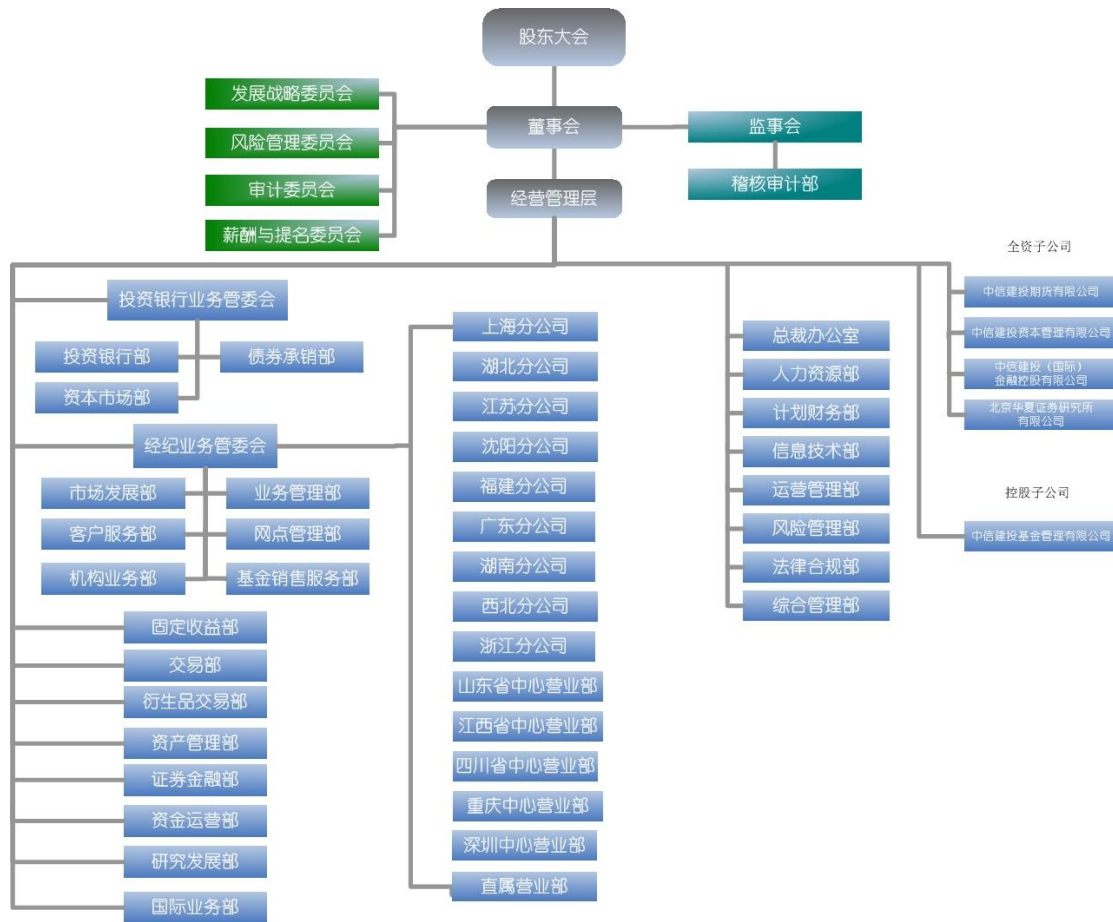 股东大会
发展战略委员会
董事会
监事会
风险管理委员会
审计委员会
经营管理层
稽核审计部
薪酬与提名委员会
全资子公司
中信建投期货有限公司
中信建投资本管理有限公司
中信建投（国际）
金融控股有限公司
北京华夏证券研究所
有限公司
控股子公司
中信建投基金管理有限公司
投资银行业务管委会
投资银行部
债券承销部
资本市场部
经纪业务管委会
市场发展部
业务管理部
客户服务部
网点管理部
机构业务部
基金销售服务部
固定收益部
交易部
衍生品交易部
资产管理部
证券金融部
资金运营部
研究发展部
国际业务部
上海分公司
湖北分公司
江苏分公司
沈阳分公司
福建分公司
广东分公司
湖南分公司
西北分公司
浙江分公司
山东省中心营业部
江西省中心营业部
四川省中心营业部
重庆中心营业部
深圳中心营业部
直属营业部
总裁办公室
人力资源部
计划财务部
信息技术部
运营管理部
风险管理部
法律合规部
综合管理部